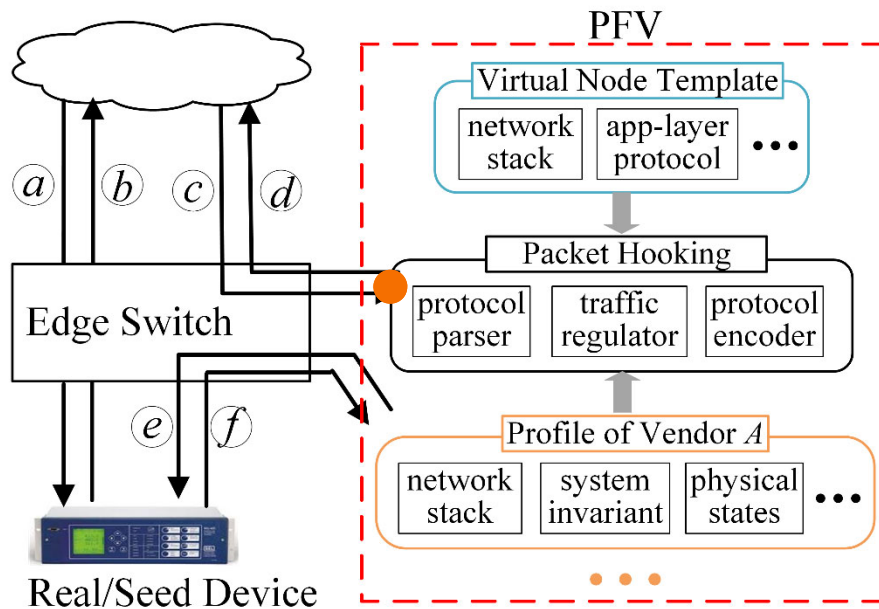 PFV
Virtual Node Template
network
stack
app-layer
protocol
a
b
c
d
Packet Hooking
Edge Switch
protocol
parser
traffic
regulator
protocol
encoder
e
f
Profile of Vendor A
network
stack
system
invariant
physical
states
Real/Seed Device